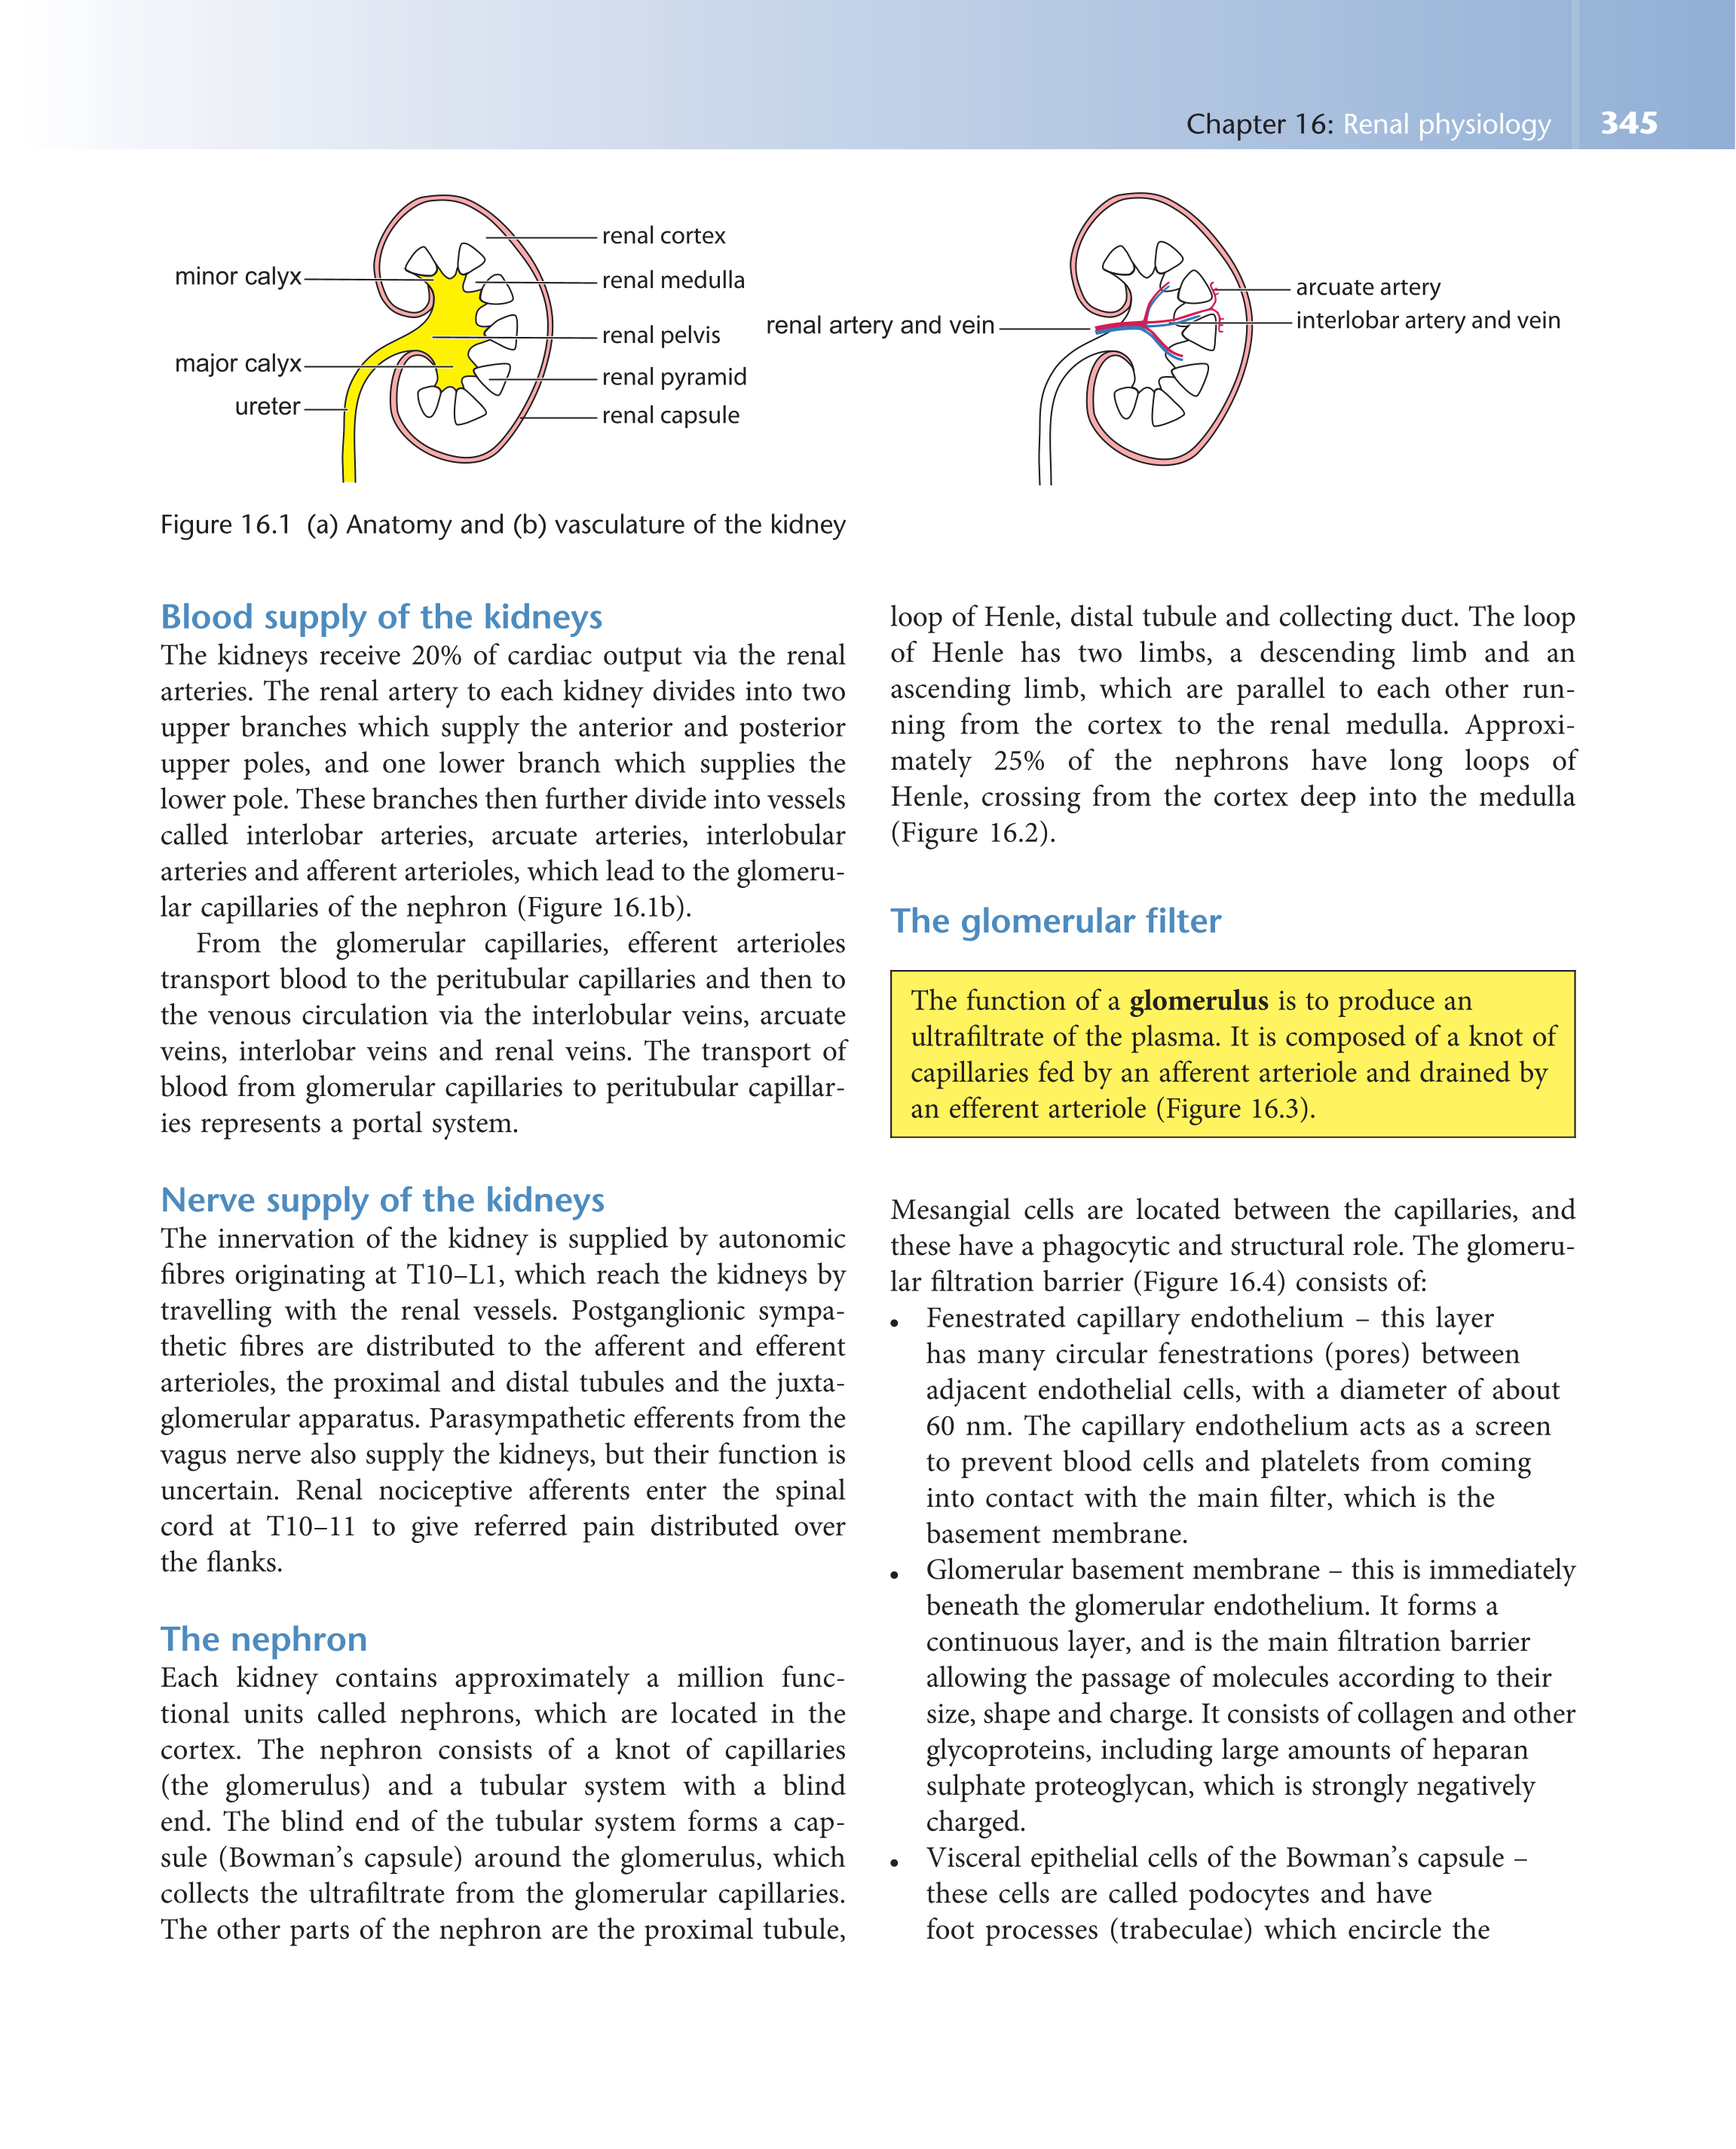 Chapter 16: Renal physiology 345
minor calyx
major calyx
ureter
renal cortex
renal medulla
renal pelvis
renal pyramid
renal capsule
renal artery and vein
arcuate artery
interlobar artery and vein
Figure 16.1 (a) Anatomy and (b) vasculature of the kidney
Blood supply of the kidneys
The kidneys receive 20% of cardiac output via the renal
arteries. The renal artery to each kidney divides into two
upper branches which supply the anterior and posterior
upper poles, and one lower branch which supplies the
lower pole. These branches then further divide into vessels
called interlobar arteries, arcuate arteries, interlobular
arteries and afferent arterioles, which lead to the glomeru-
lar capillaries of the nephron (Figure 16.1b).
From the glomerular capillaries, efferent arterioles
transport blood to the peritubular capillaries and then to
the venous circulation via the interlobular veins, arcuate
veins, interlobar veins and renal veins. The transport of
blood from glomerular capillaries to peritubular capillar-
ies represents a portal system.
Nerve supply of the kidneys
The innervation of the kidney is supplied by autonomic
fibres originating at T10–L1, which reach the kidneys by
travelling with the renal vessels. Postganglionic sympa-
thetic fibres are distributed to the afferent and efferent
arterioles, the proximal and distal tubules and the juxta-
glomerular apparatus. Parasympathetic efferents from the
vagus nerve also supply the kidneys, but their function is
uncertain. Renal nociceptive afferents enter the spinal
cord at T10–11 to give referred pain distributed over
the flanks.
The nephron
Each kidney contains approximately a million func-
tional units called nephrons, which are located in the
cortex. The nephron consists of a knot of capillaries
(the glomerulus) and a tubular system with a blind
end. The blind end of the tubular system forms a cap-
sule (Bowman's capsule) around the glomerulus, which
collects the ultrafiltrate from the glomerular capillaries.
The other parts of the nephron are the proximal tubule,
loop of Henle, distal tubule and collecting duct. The loop
of Henle has two limbs, a descending limb and an
ascending limb, which are parallel to each other run-
ning from the cortex to the renal medulla. Approxi-
mately 25% of the nephrons have long loops of
Henle, crossing from the cortex deep into the medulla
(Figure 16.2).
The glomerular filter
The function of a glomerulus is to produce an
ultrafiltrate of the plasma. It is composed of a knot of
capillaries fed by an afferent arteriole and drained by
an efferent arteriole (Figure 16.3).
Mesangial cells are located between the capillaries, and
these have a phagocytic and structural role. The glomeru-
lar filtration barrier (Figure 16.4) consists of:
• Fenestrated capillary endothelium – this layer
has many circular fenestrations (pores) between
adjacent endothelial cells, with a diameter of about
60 nm. The capillary endothelium acts as a screen
to prevent blood cells and platelets from coming
into contact with the main filter, which is the
basement membrane.
• Glomerular basement membrane – this is immediately
beneath the glomerular endothelium. It forms a
continuous layer, and is the main filtration barrier
allowing the passage of molecules according to their
size, shape and charge. It consists of collagen and other
glycoproteins, including large amounts of heparan
sulphate proteoglycan, which is strongly negatively
charged.
• Visceral epithelial cells of the Bowman's capsule –
these cells are called podocytes and have
foot processes (trabeculae) which encircle the